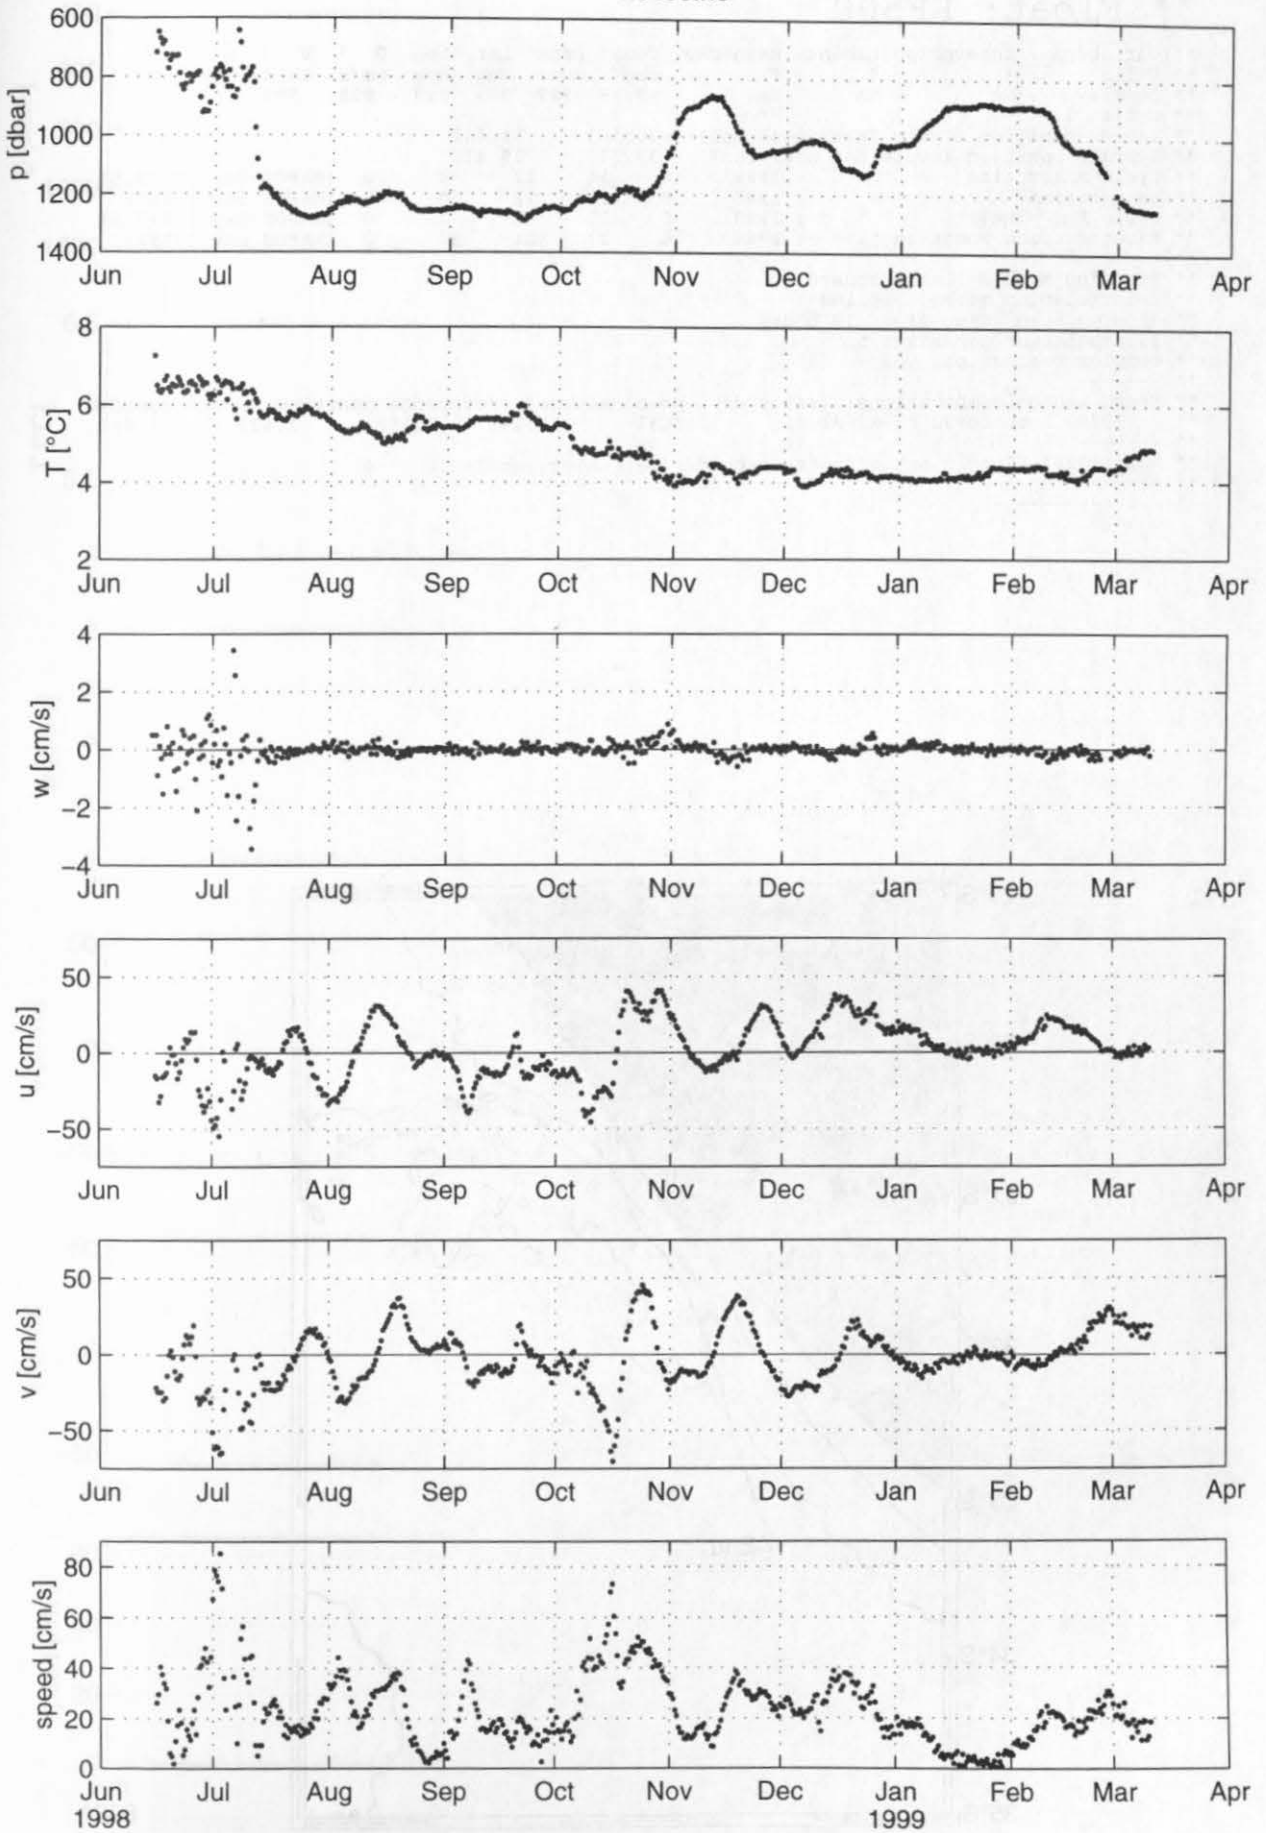 600
800
1000
1200
1400
p [dbar]
Jun Jul Aug Sep Oct Nov Dec Jan Feb Mar Apr
8
6
4
2
T [°C]
Jun Jul Aug Sep Oct Nov Dec Jan Feb Mar Apr
4
2
0
−2
−4
w [cm/s]
Jun Jul Aug Sep Oct Nov Dec Jan Feb Mar Apr
50
0
−50
u [cm/s]
Jun Jul Aug Sep Oct Nov Dec Jan Feb Mar Apr
50
0
−50
v [cm/s]
Jun Jul Aug Sep Oct Nov Dec Jan Feb Mar Apr
80
60
40
20
0
speed [cm/s]
Jun Jul Aug Sep Oct Nov Dec Jan Feb Mar Apr
1998 1999